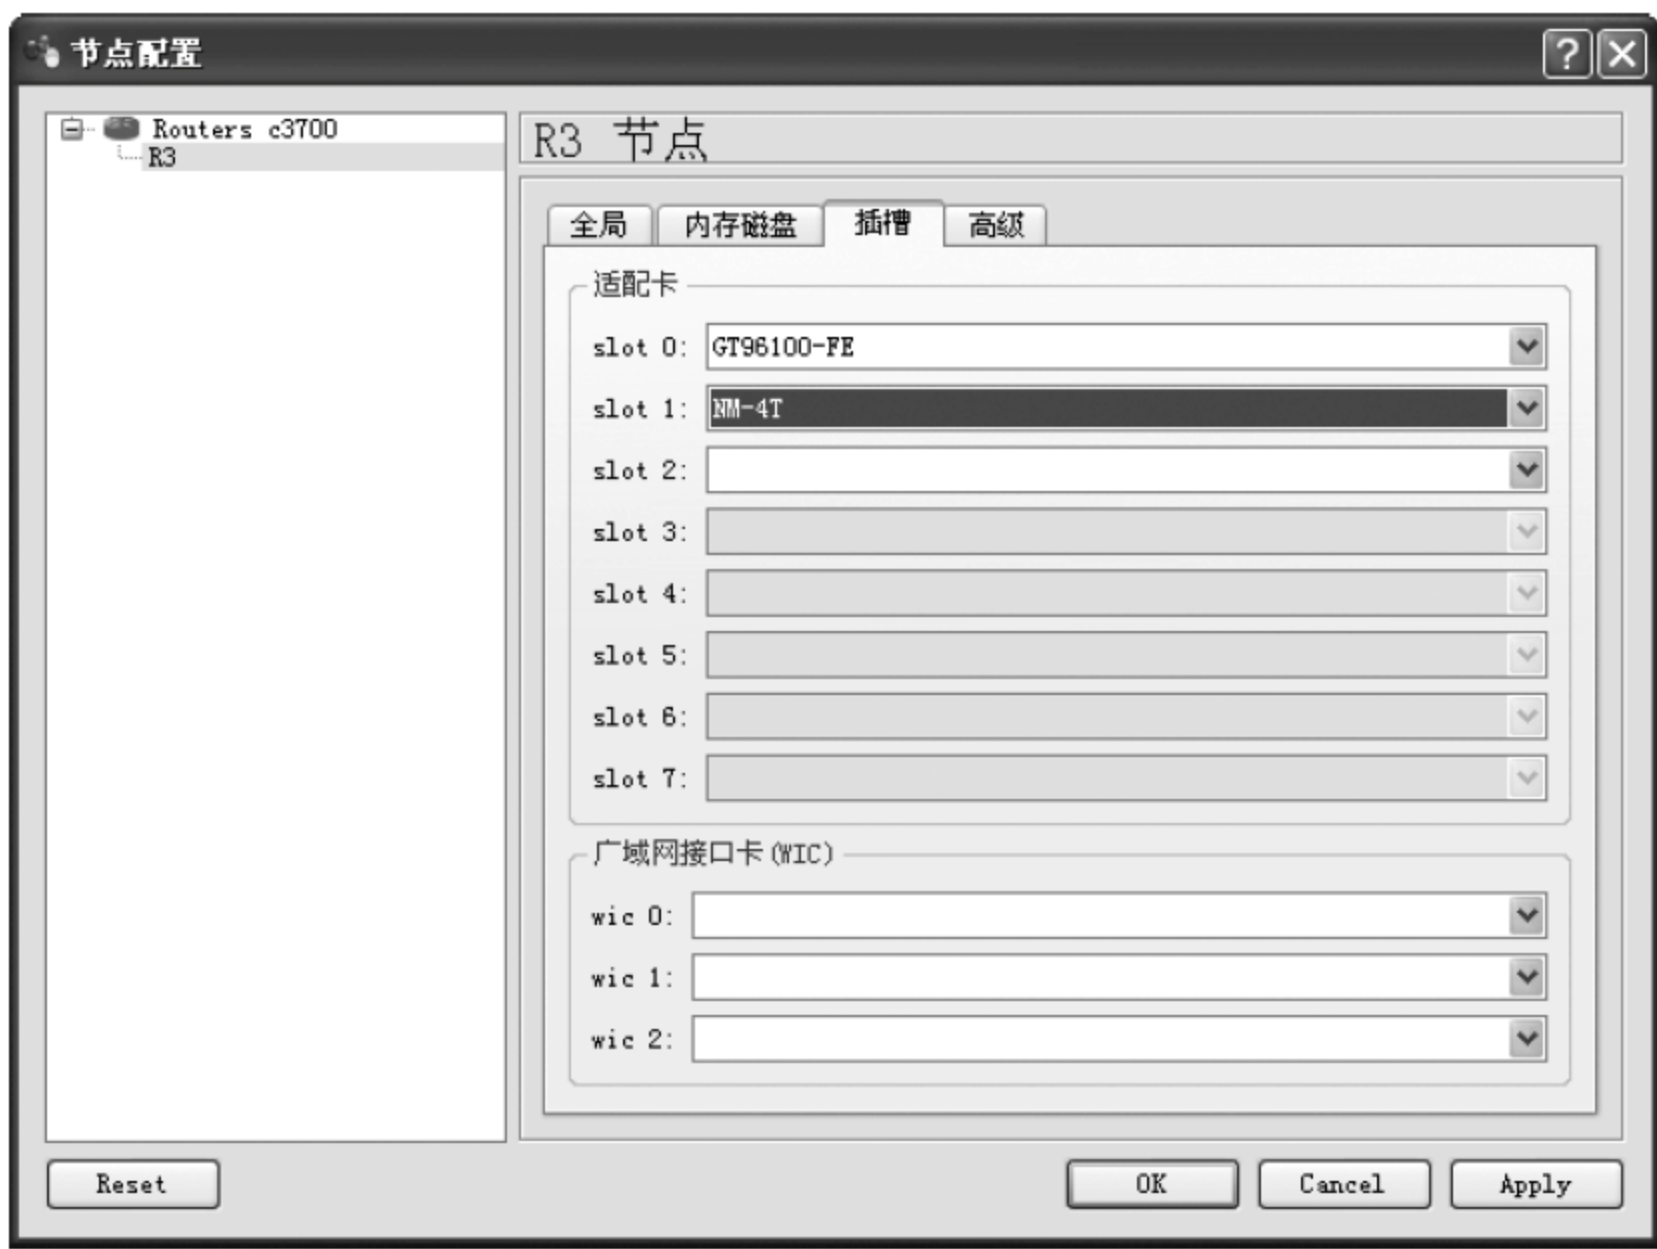 节点配置
Routers c3700
R3
R3 节点
全局 内存磁盘 插槽 高级
适配卡
slot 0: GT96100-FE
slot 1: NM-4T
slot 2:
slot 3:
slot 4:
slot 5:
slot 6:
slot 7:
广域网接口卡(WIC)
wic 0:
wic 1:
wic 2:
Reset OK Cancel Apply